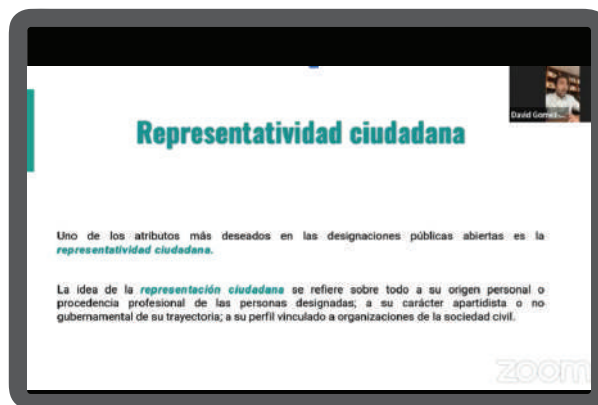 David Gomez...
Representatividad ciudadana
Uno de los atributos más deseados en las designaciones públicas abiertas es la
representatividad ciudadana.
La idea de la representación ciudadana se refiere sobre todo a su origen personal o
procedencia profesional de las personas designadas; a su carácter apartidista o no
gubernamental de su trayectoria; a su perfil vinculado a organizaciones de la sociedad civil.
zoom